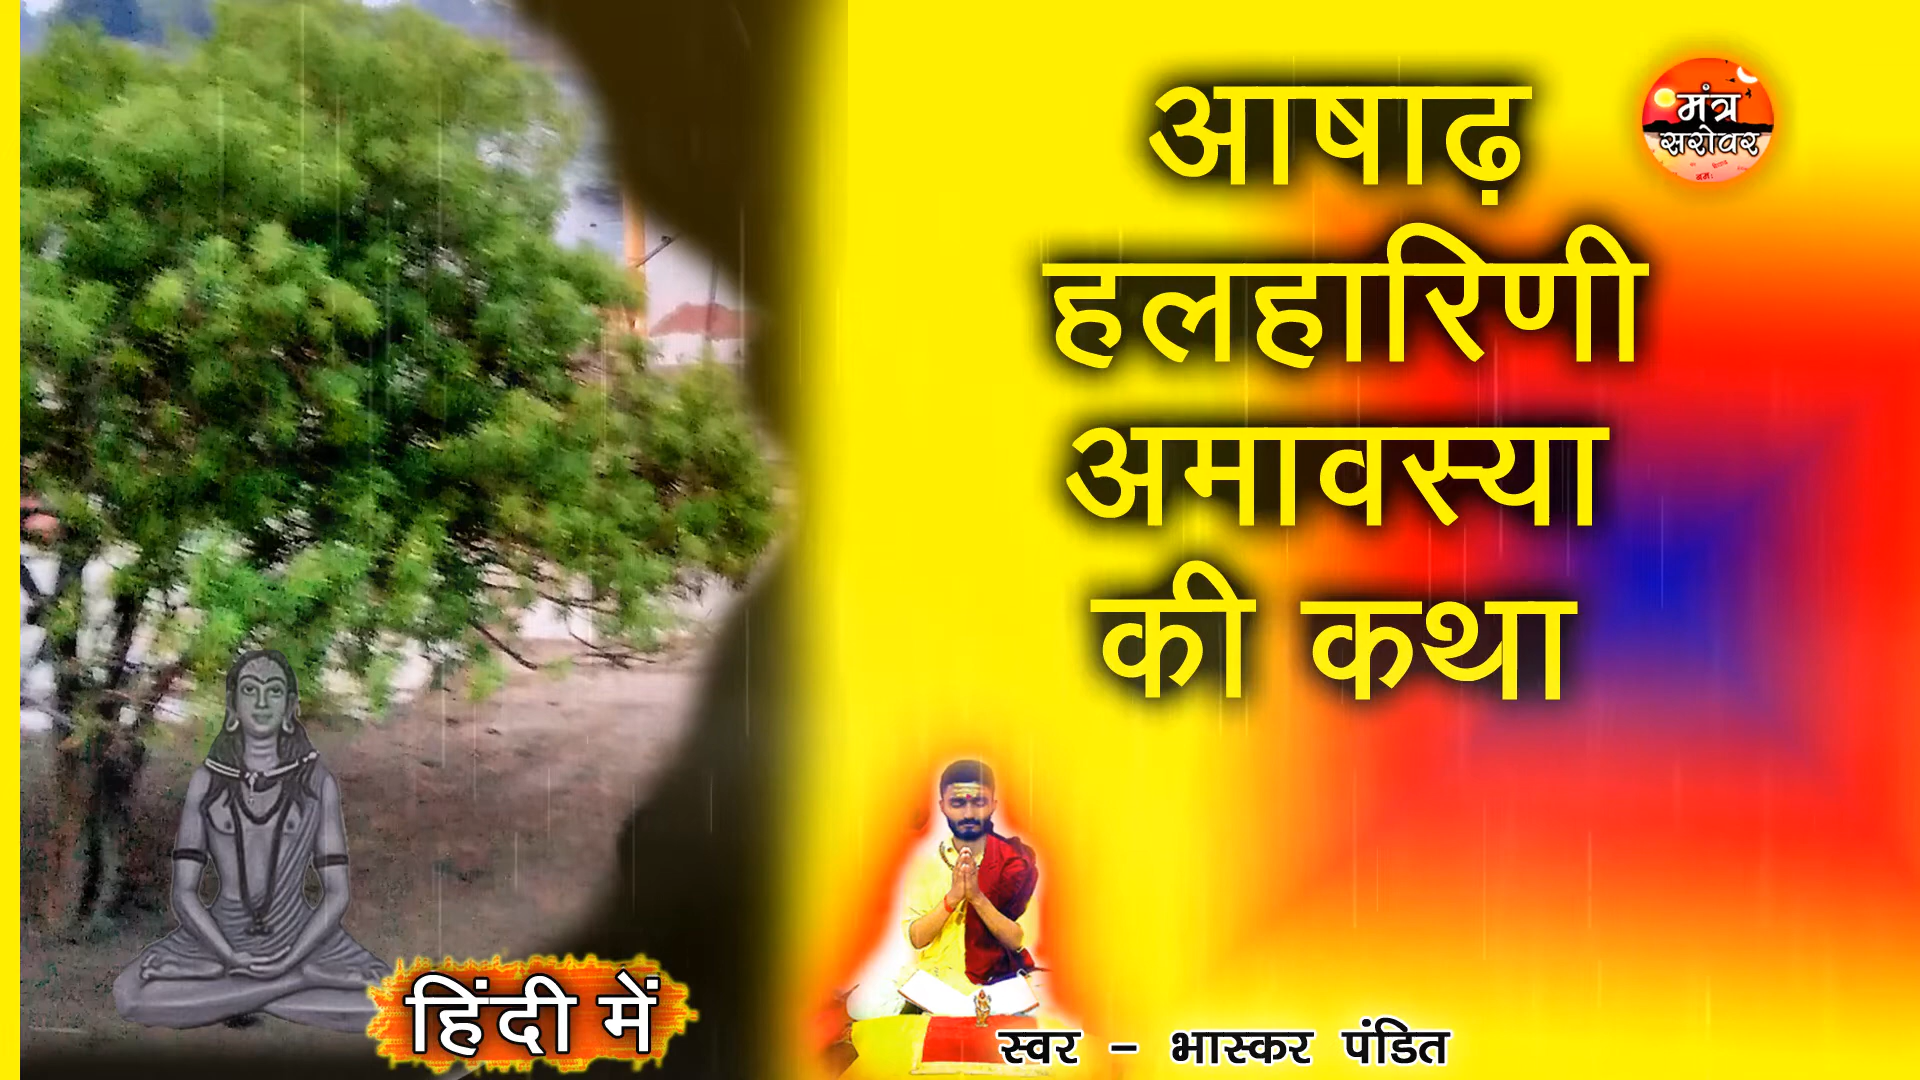 आषाढ़
हलहारिणी
अमावस्या
की कथा
मंत्र
सरोवर
हिंदी में
स्वर – भास्कर पंडित